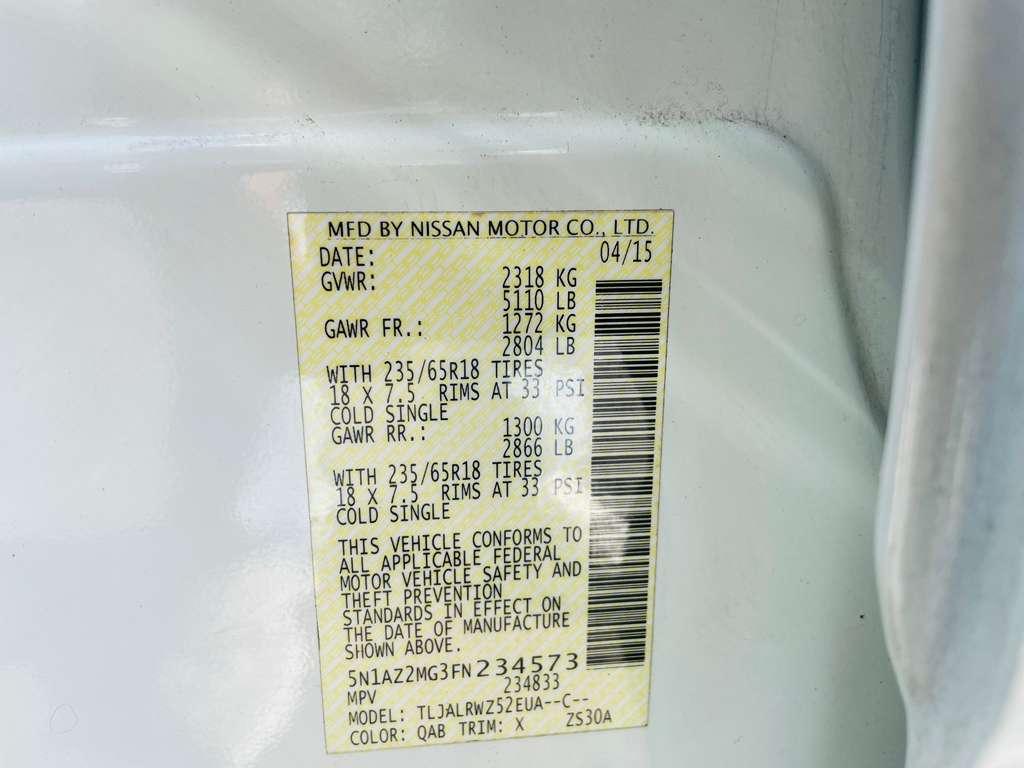 MFD BY NISSAN MOTOR CO., LTD.
DATE: 04/15
GVWR: 2318 KG
5110 LB
GAWR FR.: 1272 KG
2804 LB
WITH 235/65R18 TIRES
18 X 7.5 RIMS AT 33 PSI
COLD SINGLE
GAWR RR.: 1300 KG
2866 LB
WITH 235/65R18 TIRES
18 X 7.5 RIMS AT 33 PSI
COLD SINGLE
THIS VEHICLE CONFORMS TO
ALL APPLICABLE FEDERAL
MOTOR VEHICLE SAFETY AND
THEFT PREVENTION
STANDARDS IN EFFECT ON
THE DATE OF MANUFACTURE
SHOWN ABOVE.
5N1AZ2MG3FN234573
MPV 234833
MODEL: TLJALRWZ52EUA--C--
COLOR: QAB TRIM: X ZS30A